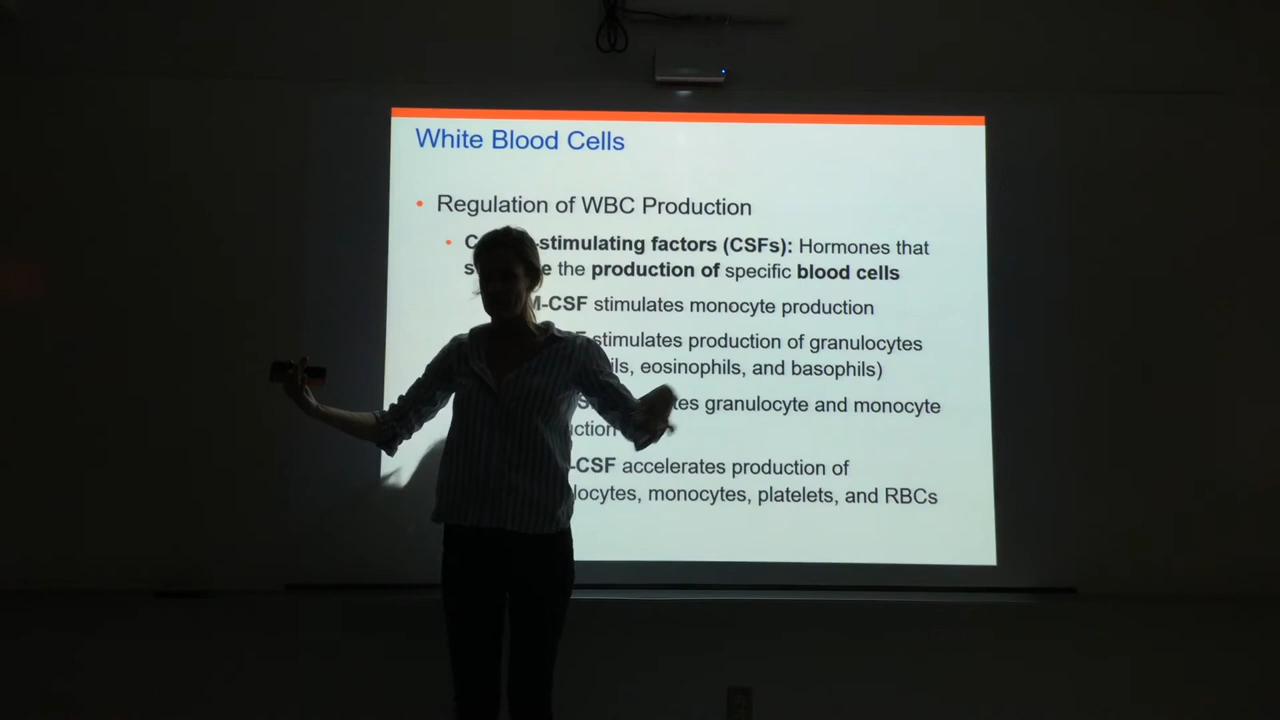 White Blood Cells
• Regulation of WBC Production
• -stimulating factors (CSFs): Hormones that
the production of specific blood cells
M-CSF stimulates monocyte production
stimulates production of granulocytes
eosinophils, and basophils)
granulocyte and monocyte
-CSF accelerates production of
monocytes, platelets, and RBCs